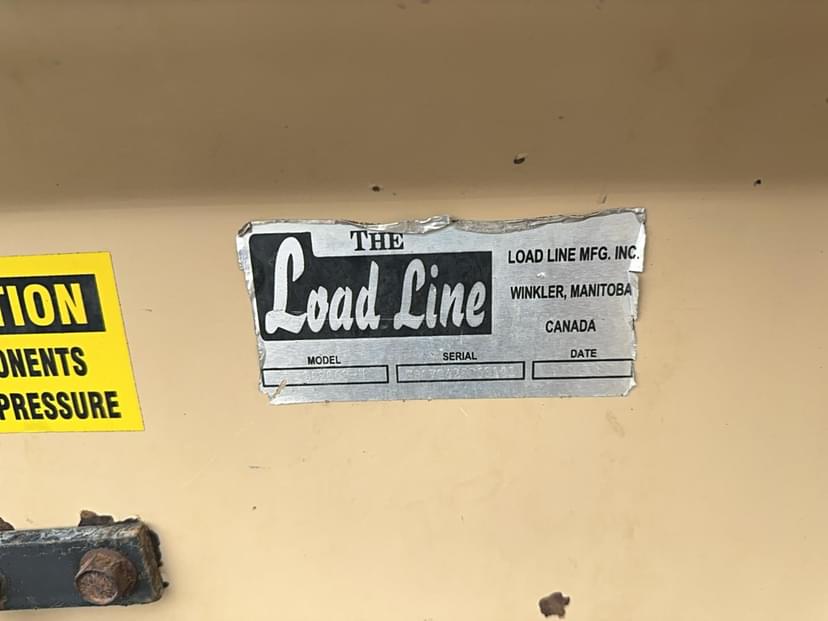 TION
ONENTS
PRESSURE
THE
Load Line
LOAD LINE MFG. INC.
WINKLER, MANITOBA
CANADA
MODEL
SERIAL
DATE